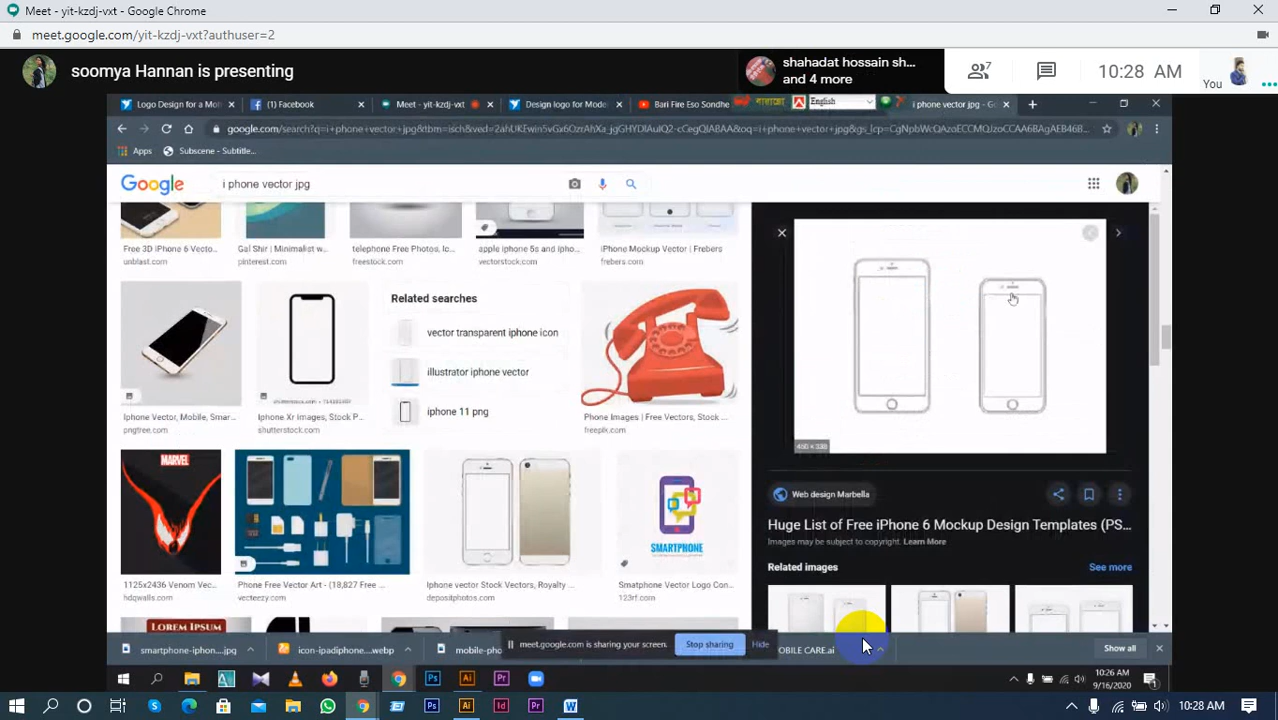 Meet - yit-kzdj-vxt - Google Chrome
meet.google.com/yit-kzdj-vxt?authuser=2
soomya Hannan is presenting
shahadat hossain sh...
and 4 more
7
10:28 AM
You
Logo Design for a Mo
(1) Facebook
Meet - yit-kzdj-vxt
Design logo for Mode
Bari Fire Eso Sondhe
English
i phone vector jpg - Go
Apps
Subscene - Subtitle...
Google
i phone vector jpg
Free 3D iPhone 6 Vecto...
unblast.com
Gal Shir | Minimalist w...
pinterest.com
telephone Free Photos, Ic...
freestock.com
apple iphone 5s and ipho...
vectorstock.com
iPhone Mockup Vector | Frebers
frebers.com
Related searches
vector transparent iphone icon
illustrator iphone vector
iphone 11 png
Iphone Vector, Mobile, Smar...
pngtree.com
Iphone Xr Images, Stock P...
shutterstock.com
Phone Images | Free Vectors, Stock ...
freepik.com
MARVEL
SMARTPHONE
1125x2436 Venom Vec...
hdqwalls.com
Phone Free Vector Art - (18,827 Free ...
vecteezy.com
Iphone vector Stock Vectors, Royalty ...
depositphotos.com
Smatphone Vector Logo Con...
123rf.com
LOREM IPSUM
Web design Marbella
Huge List of Free iPhone 6 Mockup Design Templates (PS...
Images may be subject to copyright. Learn More
Related images
See more
smartphone-iphon....jpg
icon-ipadiphone....webp
mobile-pho
meet.google.com is sharing your screen.
Stop sharing
Hide
OBILE CARE.ai
Show all
10:26 AM
9/16/2020
10:28 AM